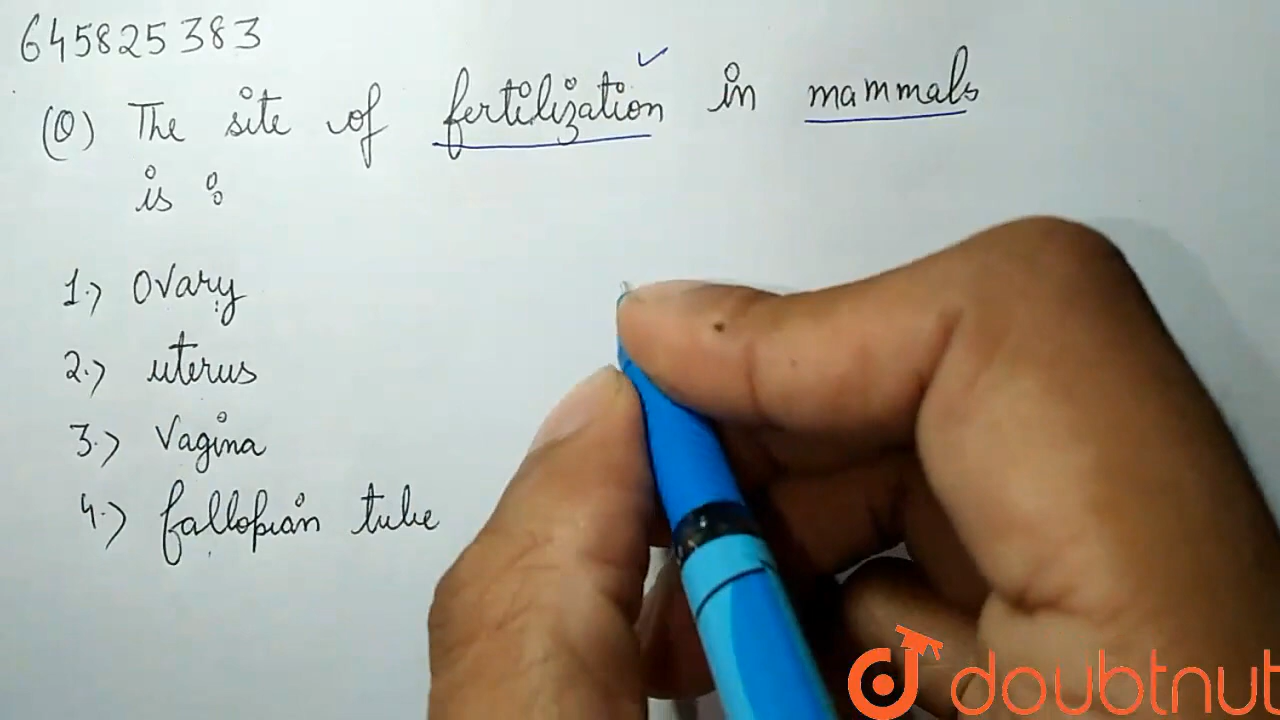 645825383
(Q) The site of fertilization in mammals
is :
1.) Ovary
2.) uterus
3.) Vagina
4.) fallopian tube
doubtnut